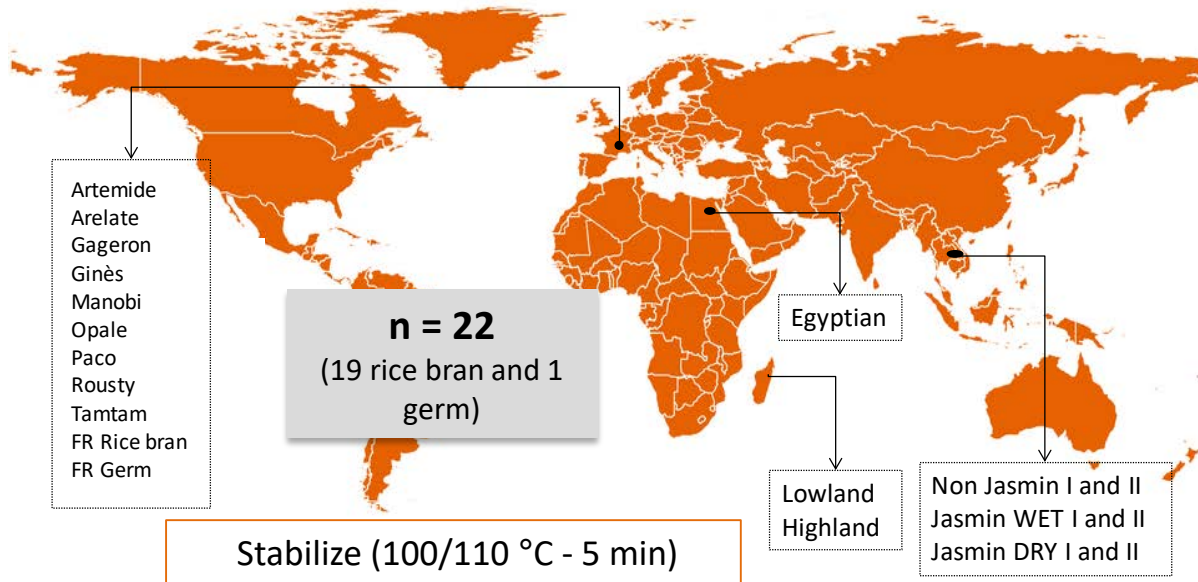 Artemide
Arelate
Gageron
Ginès
Manobi
Opale
Paco
Rousty
Tamtam
FR Rice bran
FR Germ
n = 22
(19 rice bran and 1
germ)
Egyptian
Lowland
Highland
Non Jasmin I and II
Jasmin WET I and II
Jasmin DRY I and II
Stabilize (100/110 °C - 5 min)